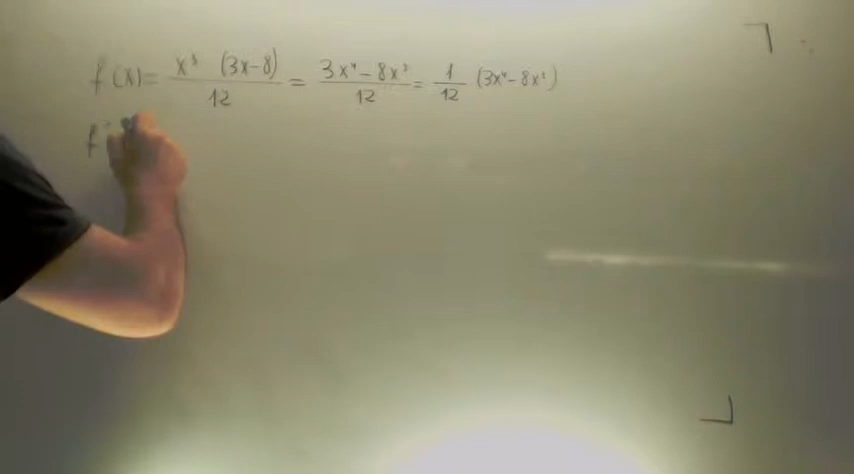 f(x) = x³ (3x-8) / 12 = 3x⁴ - 8x³ / 12 = 1/12 (3x⁴ - 8x³)
f'